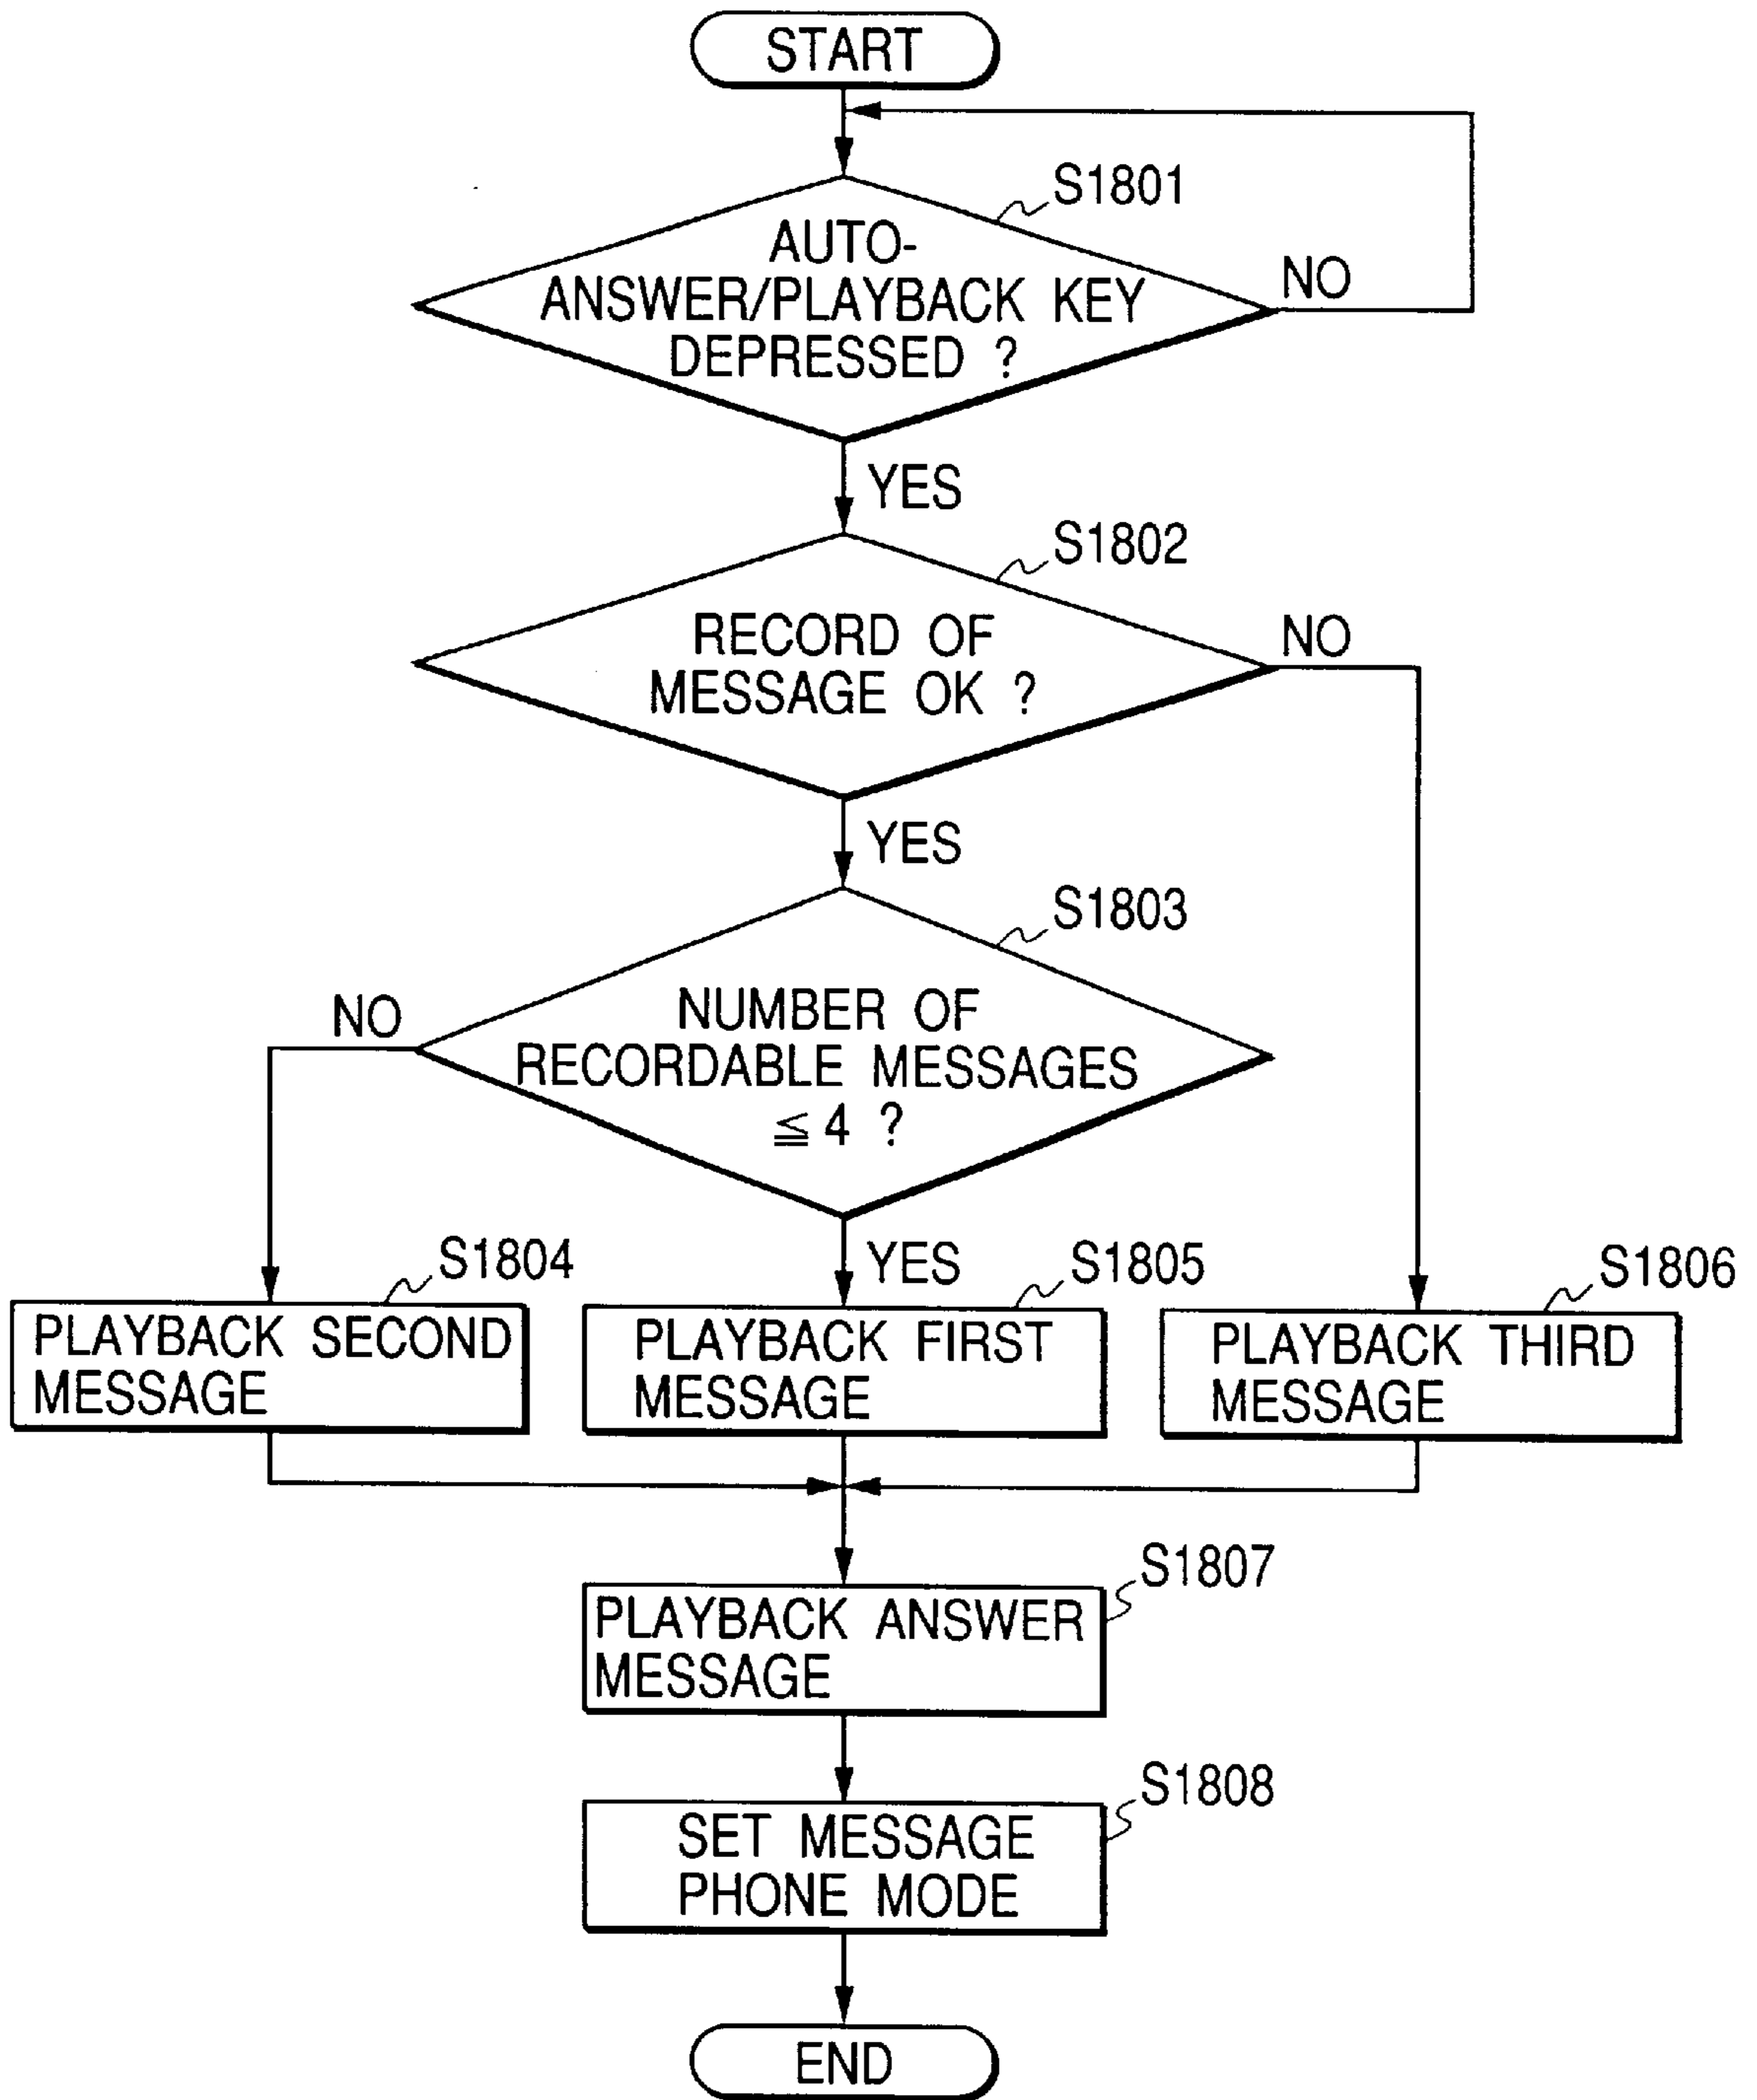 START
S1801
AUTO-
ANSWER/PLAYBACK KEY
DEPRESSED ?
NO
YES
S1802
RECORD OF
MESSAGE OK ?
NO
YES
S1803
NUMBER OF
RECORDABLE MESSAGES
≦ 4 ?
NO
YES
S1804
PLAYBACK SECOND
MESSAGE
S1805
PLAYBACK FIRST
MESSAGE
S1806
PLAYBACK THIRD
MESSAGE
S1807
PLAYBACK ANSWER
MESSAGE
S1808
SET MESSAGE
PHONE MODE
END